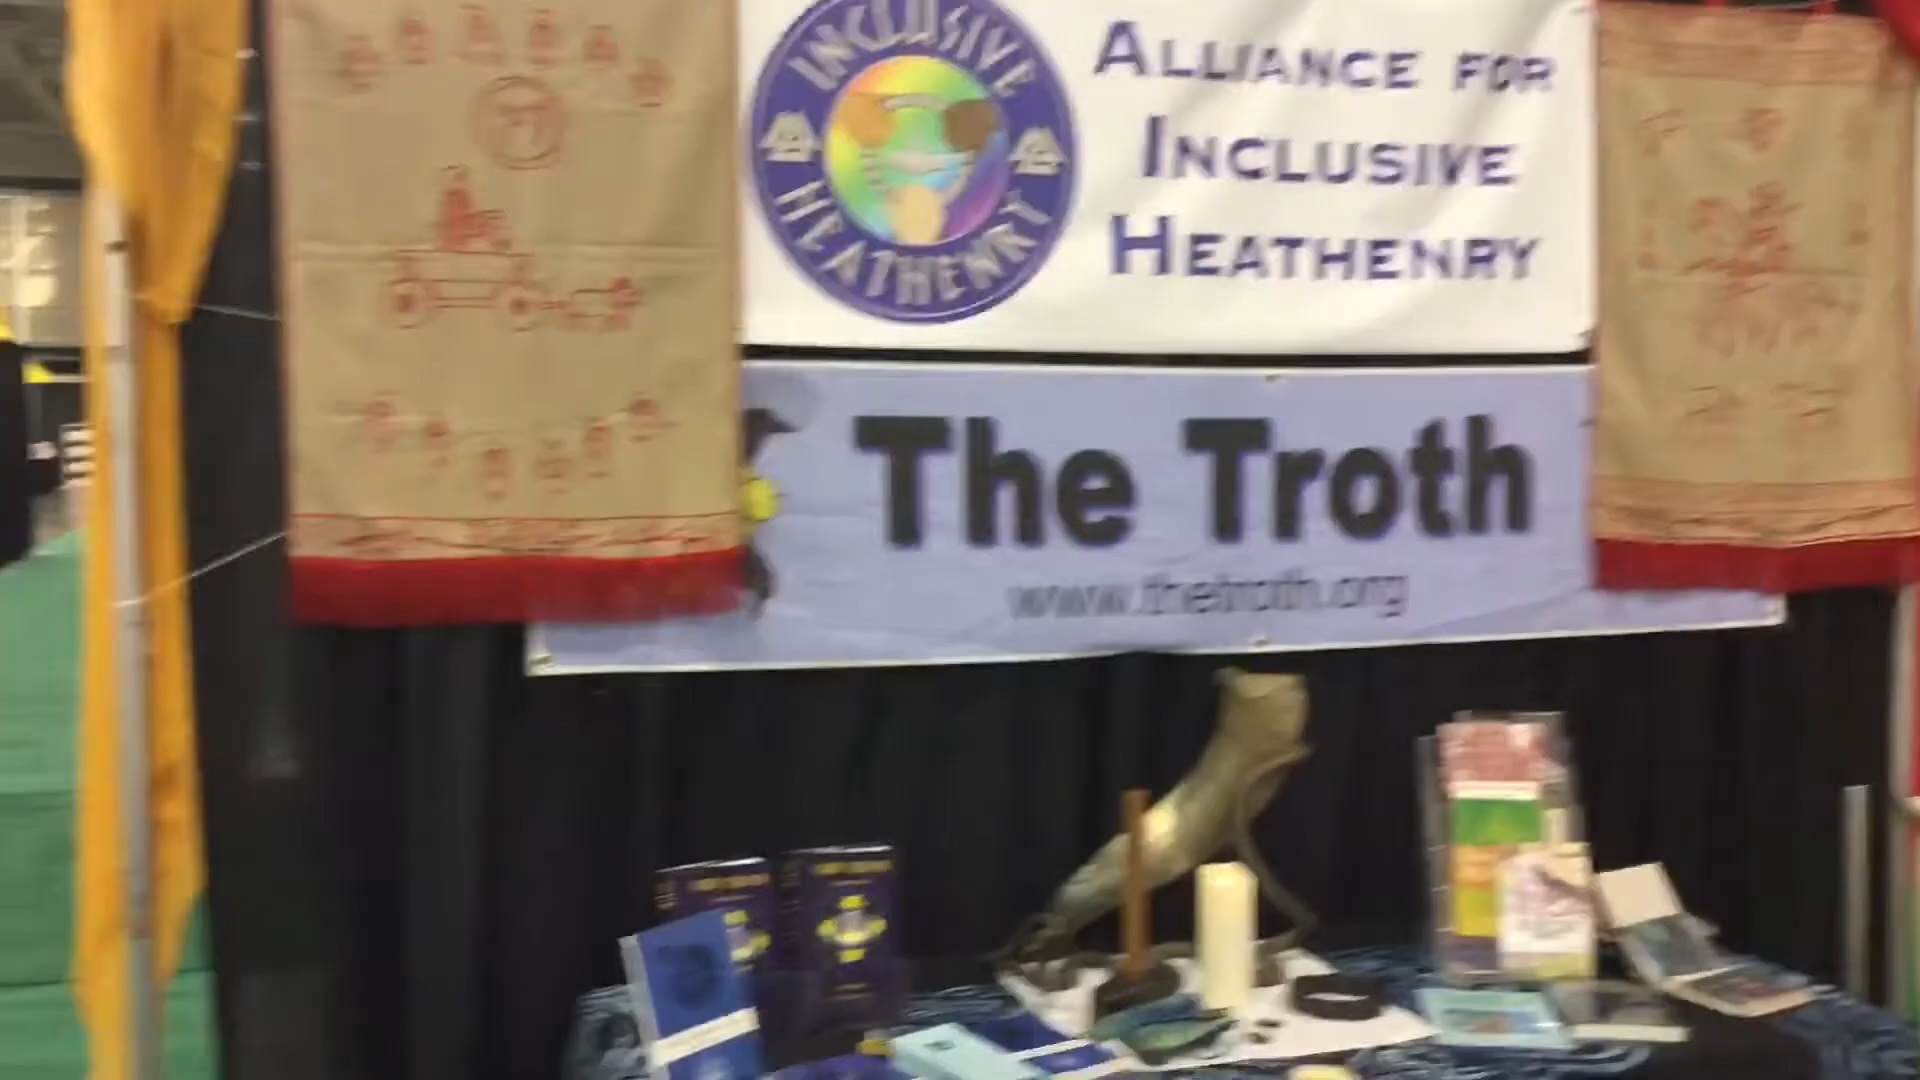 INCLUSIVE
HEATHENRY
ALLIANCE FOR
INCLUSIVE
HEATHENRY
The Troth
www.thetroth.org